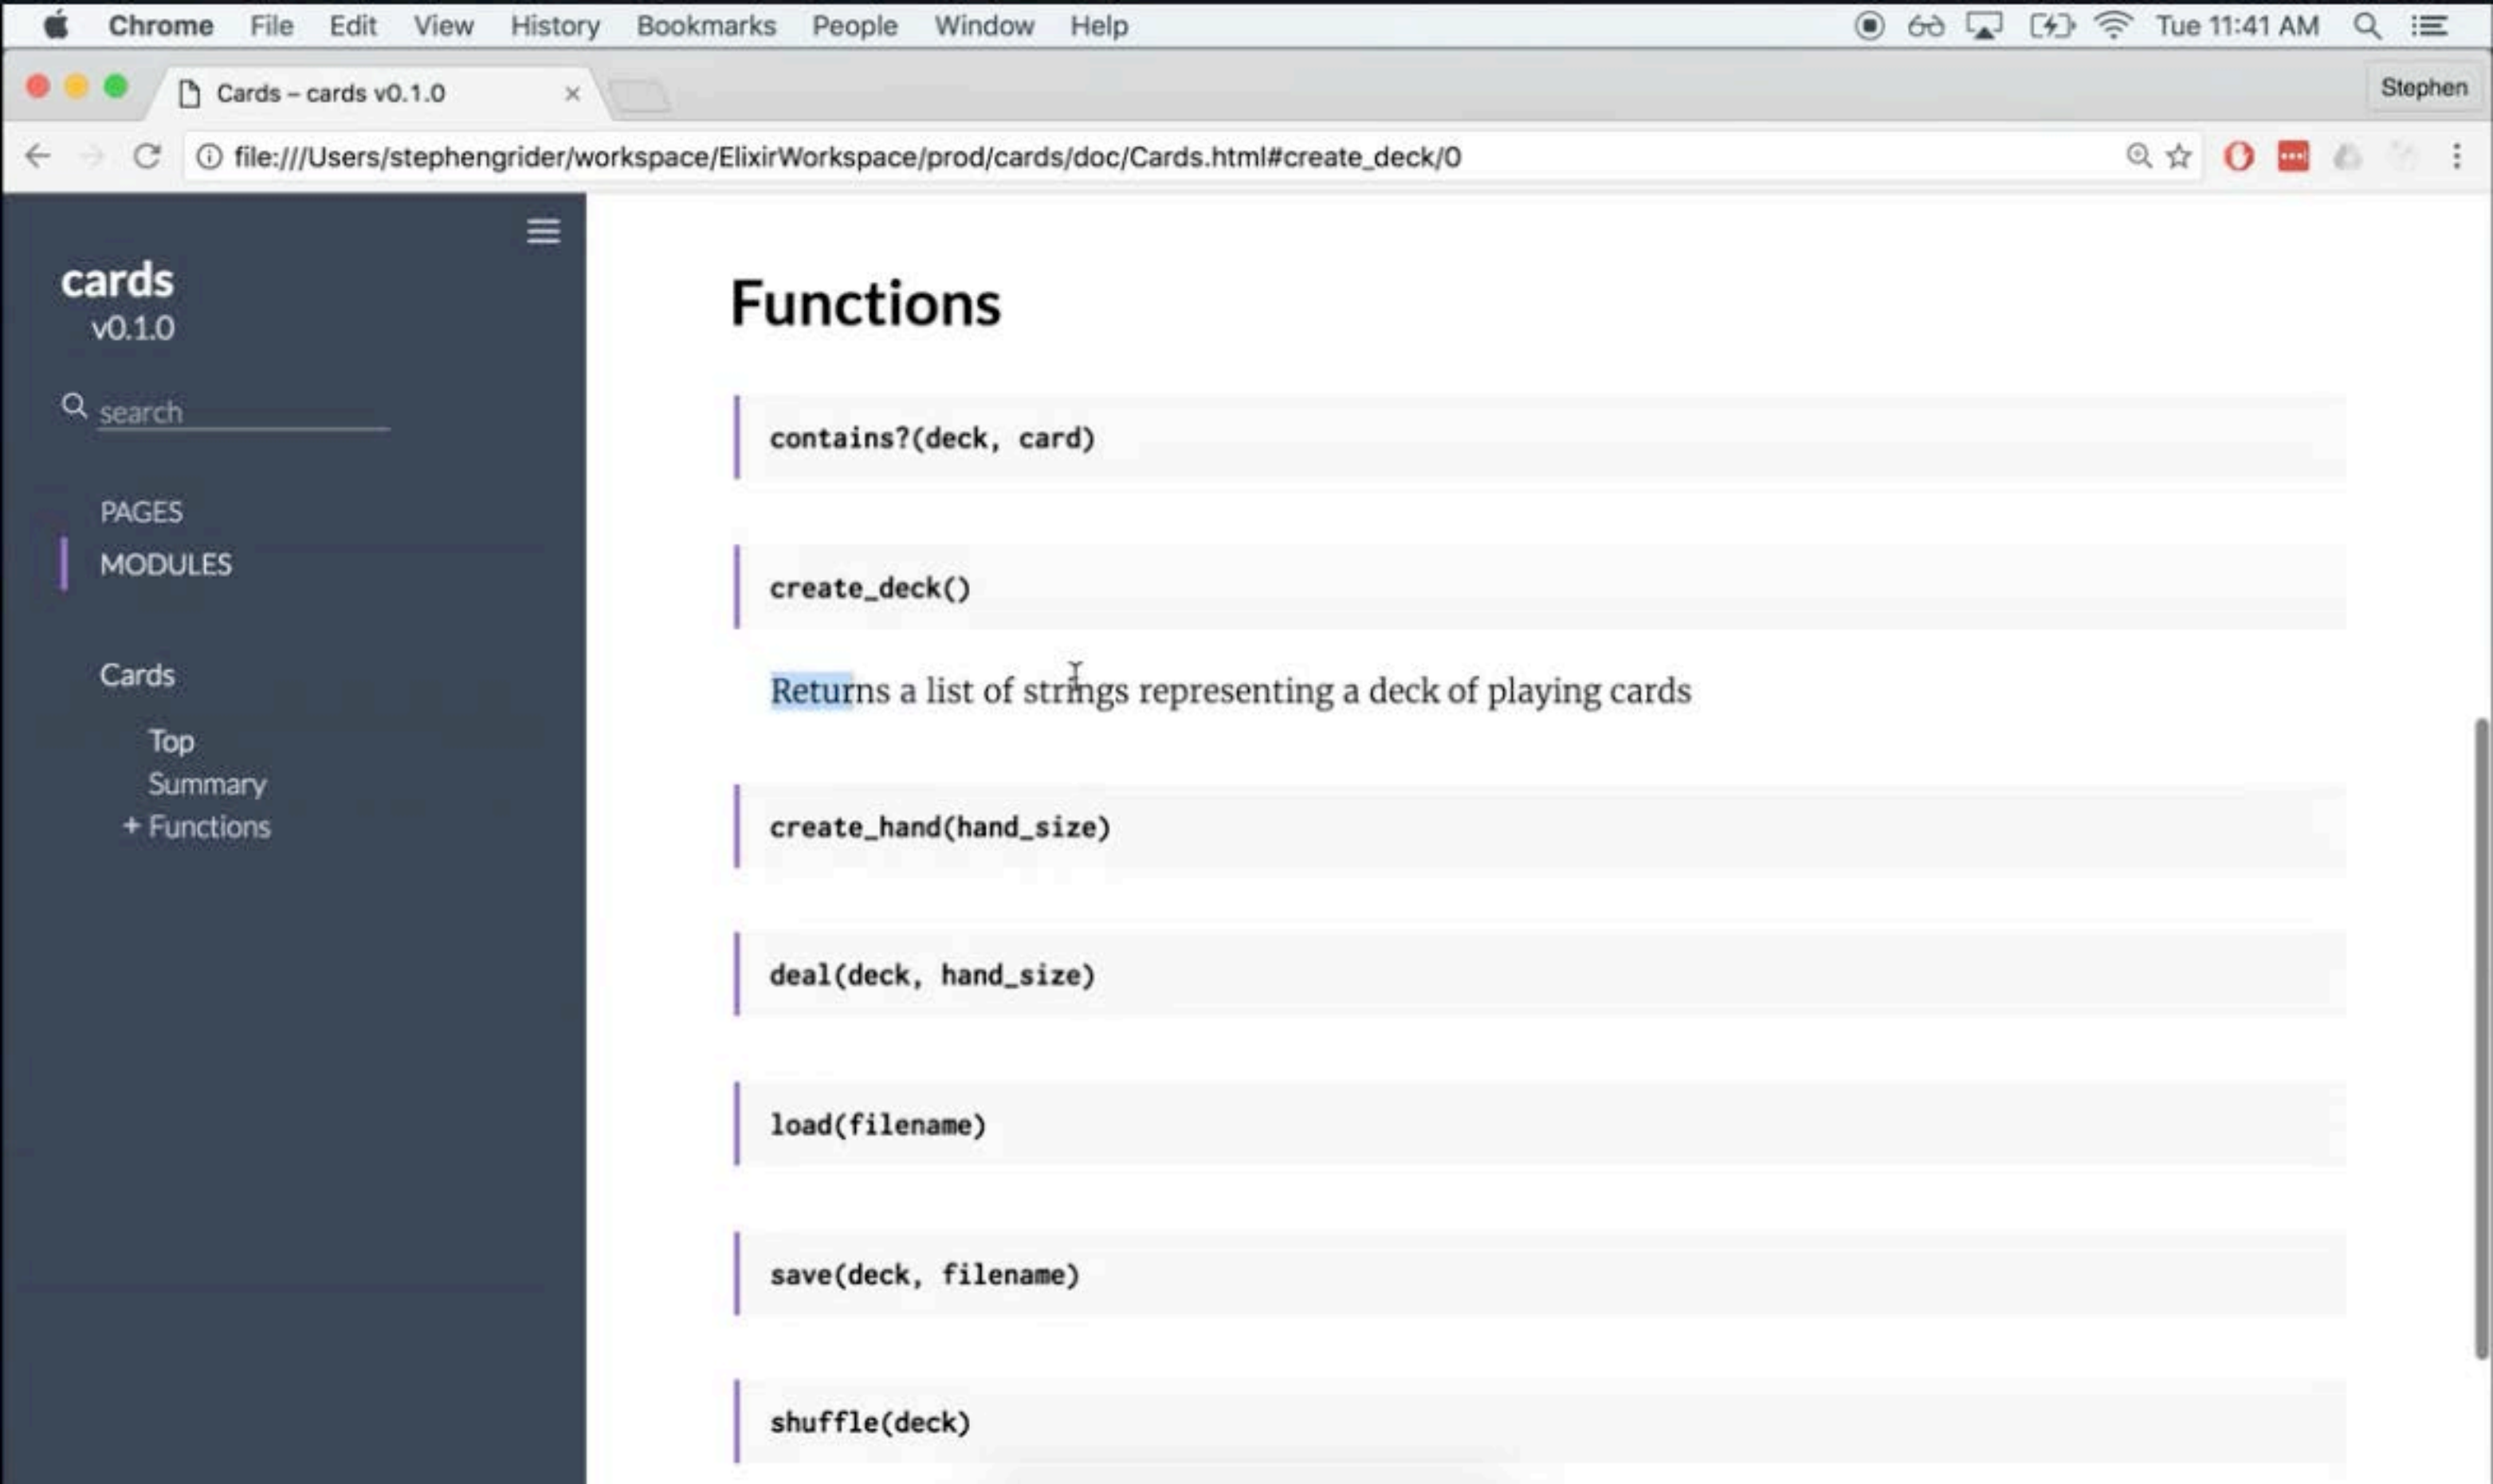 Chrome File Edit View History Bookmarks People Window Help Tue 11:41 AM
Cards – cards v0.1.0 Stephen
file:///Users/stephengrider/workspace/ElixirWorkspace/prod/cards/doc/Cards.html#create_deck/0
cards
v0.1.0
search
PAGES
MODULES
Cards
Top
Summary
+ Functions
Functions
contains?(deck, card)
create_deck()
Returns a list of strings representing a deck of playing cards
create_hand(hand_size)
deal(deck, hand_size)
load(filename)
save(deck, filename)
shuffle(deck)